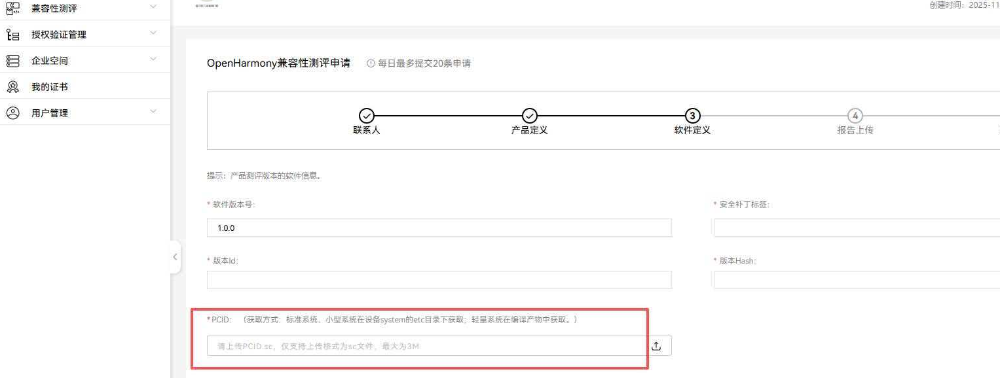 兼容性测评
授权验证管理
企业空间
我的证书
用户管理
创建时间：2025-11
OpenHarmony兼容性测评申请
每日最多提交20条申请
3
4
联系人
产品定义
软件定义
报告上传
提示：产品测评版本的软件信息。
* 软件版本号:
* 安全补丁标签:
1.0.0
* 版本Id:
* 版本Hash:
* PCID: （获取方式：标准系统、小型系统在设备system的etc目录下获取；轻量系统在编译产物中获取。）
请上传PCID.sc，仅支持上传格式为sc文件，最大为3M